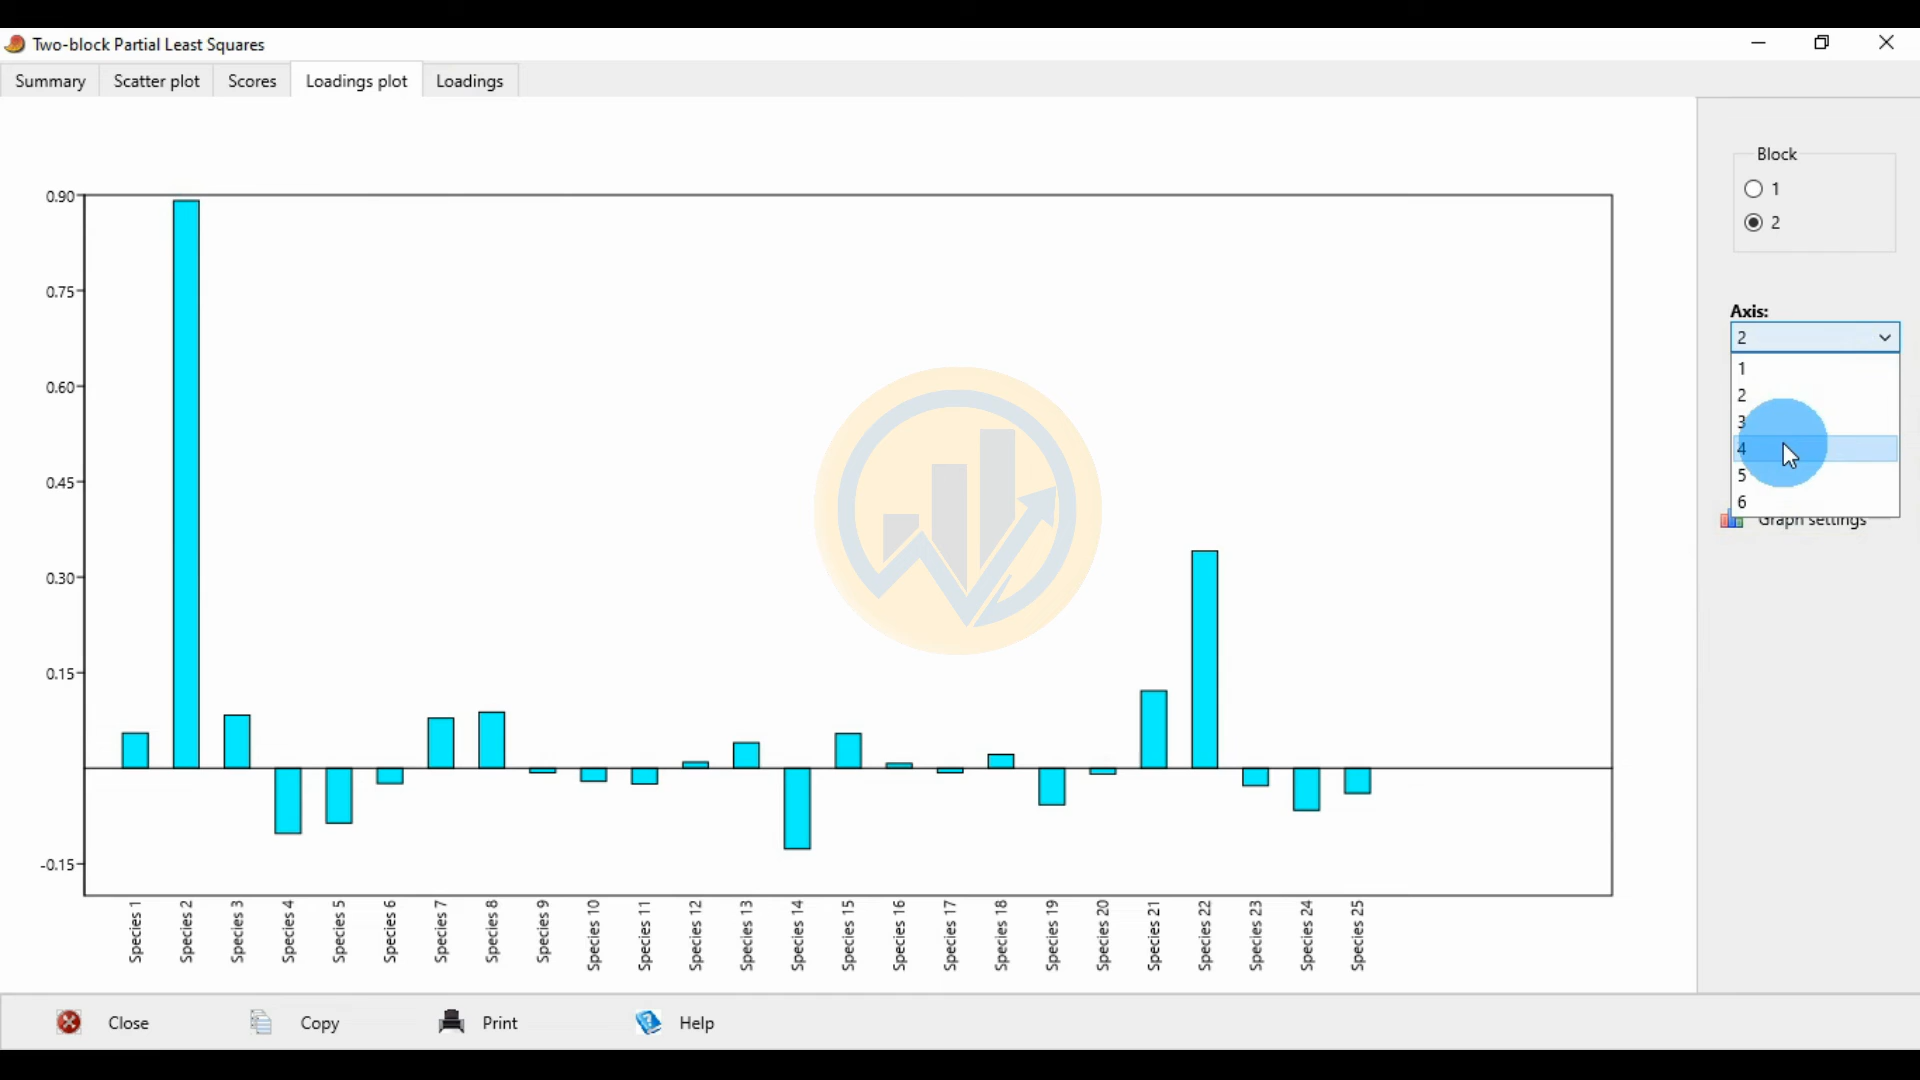 Two-block Partial Least Squares
Summary Scatter plot Scores Loadings plot Loadings
Block
1
2
Axis:
2
1
2
3
4
5
6
Graph settings
0.90
0.75
0.60
0.45
0.30
0.15
-0.15
Species 1
Species 2
Species 3
Species 4
Species 5
Species 6
Species 7
Species 8
Species 9
Species 10
Species 11
Species 12
Species 13
Species 14
Species 15
Species 16
Species 17
Species 18
Species 19
Species 20
Species 21
Species 22
Species 23
Species 24
Species 25
Close Copy Print Help